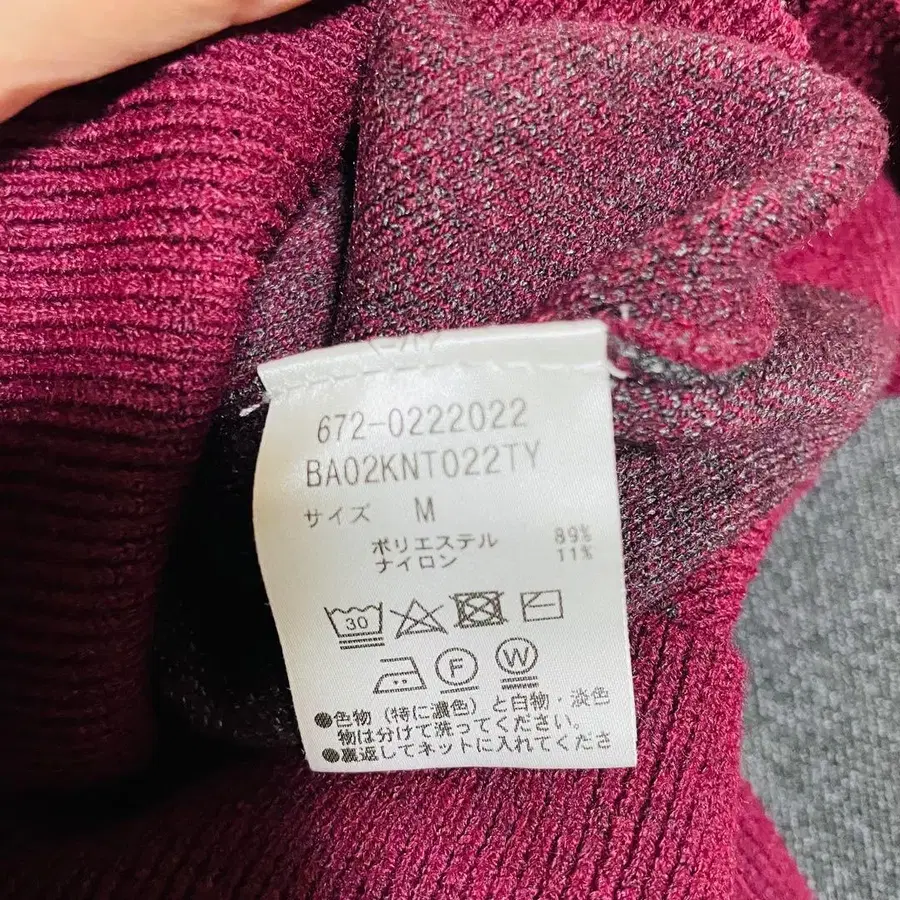 672-0222022
BA02KNT022TY
サイズ M
ポリエステル 89%
ナイロン 11%
30
F W
●色物（特に濃色）と白物・淡色
物は分けて洗ってください。
●裏返してネットに入れてくださ